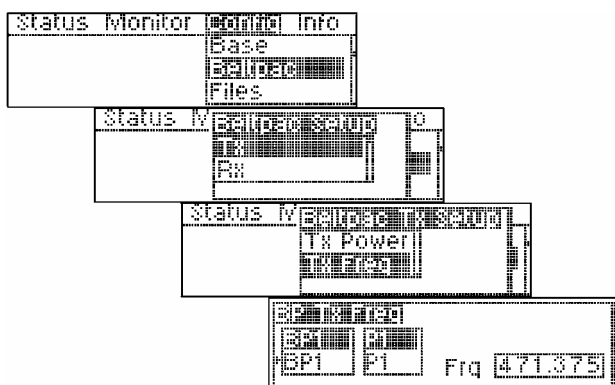 Status Monitor Config Info
Base
Beltpac
Files
Status M Beltpac Setup o
Tx
Rx
Status M Beltpac Tx Setup
Tx Power
Tx Freq
BP Tx Freq
BP1 P1
BP1 P1 Frq 471.375